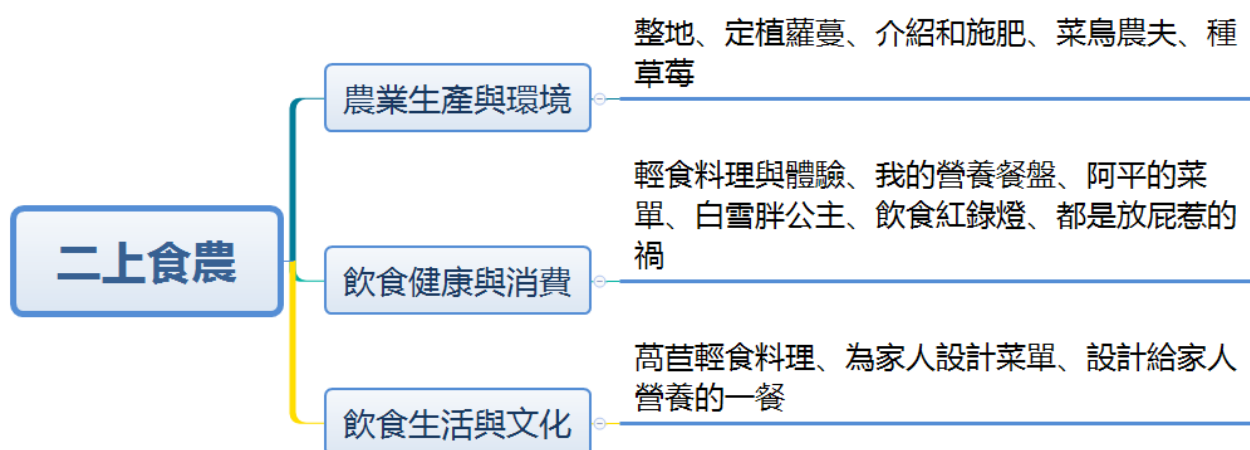 二上食農
農業生產與環境
整地、定植蘿蔓、介紹和施肥、菜鳥農夫、種
草莓
飲食健康與消費
輕食料理與體驗、我的營養餐盤、阿平的菜
單、白雪胖公主、飲食紅綠燈、都是放屁惹的
禍
飲食生活與文化
萵苣輕食料理、為家人設計菜單、設計給家人
營養的一餐